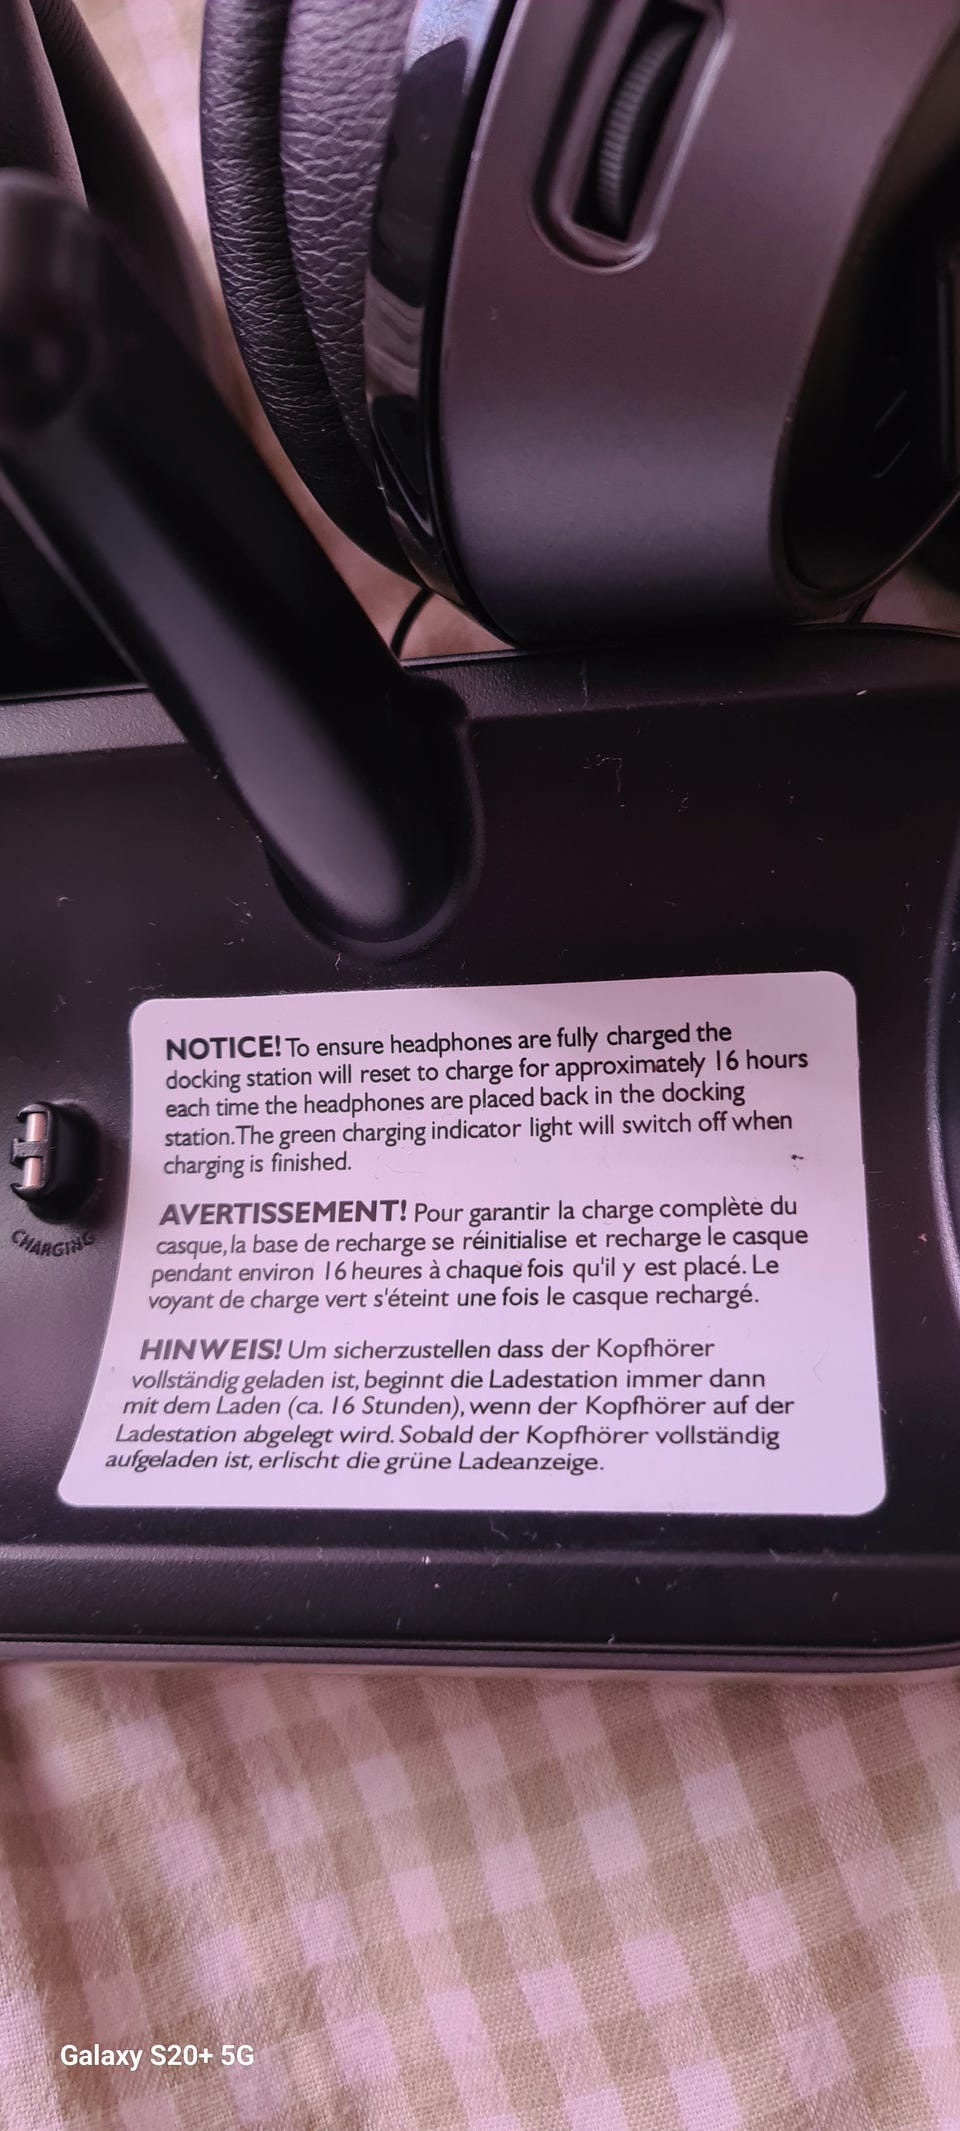 NOTICE! To ensure headphones are fully charged the
docking station will reset to charge for approximately 16 hours
each time the headphones are placed back in the docking
station.The green charging indicator light will switch off when
charging is finished.
CHARGING
AVERTISSEMENT! Pour garantir la charge complète du
casque, la base de recharge se réinitialise et recharge le casque
pendant environ 16 heures à chaque fois qu'il y est placé. Le
voyant de charge vert s'éteint une fois le casque rechargé.
HINWEIS! Um sicherzustellen dass der Kopfhörer
vollständig geladen ist, beginnt die Ladestation immer dann
mit dem Laden (ca. 16 Stunden), wenn der Kopfhörer auf der
Ladestation abgelegt wird. Sobald der Kopfhörer vollständig
aufgeladen ist, erlischt die grüne Ladeanzeige.
Galaxy S20+ 5G